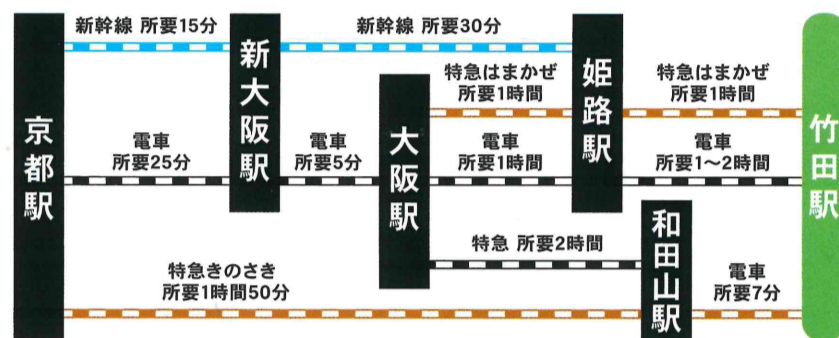 新幹線 所要15分
新幹線 所要30分
京都駅
新大阪駅
大阪駅
姫路駅
竹田駅
特急はまかぜ
所要1時間
特急はまかぜ
所要1時間
電車
所要25分
電車
所要5分
電車
所要1時間
電車
所要1〜2時間
和田山駅
特急 所要2時間
特急きのさき
所要1時間50分
電車
所要7分